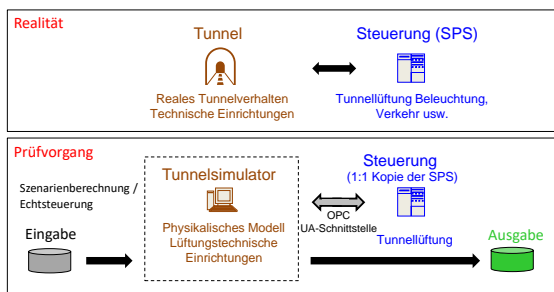 Realität
Tunnel
Steuerung (SPS)
Reales Tunnelverhalten
Technische Einrichtungen
Tunnellüftung Beleuchtung,
Verkehr usw.
Prüfvorgang
Szenarienberechnung /
Echtsteuerung
Eingabe
Tunnelsimulator
Physikalisches Modell
Lüftungstechnische
Einrichtungen
Steuerung
(1:1 Kopie der SPS)
OPC
UA-Schnittstelle
Tunnellüftung
Ausgabe